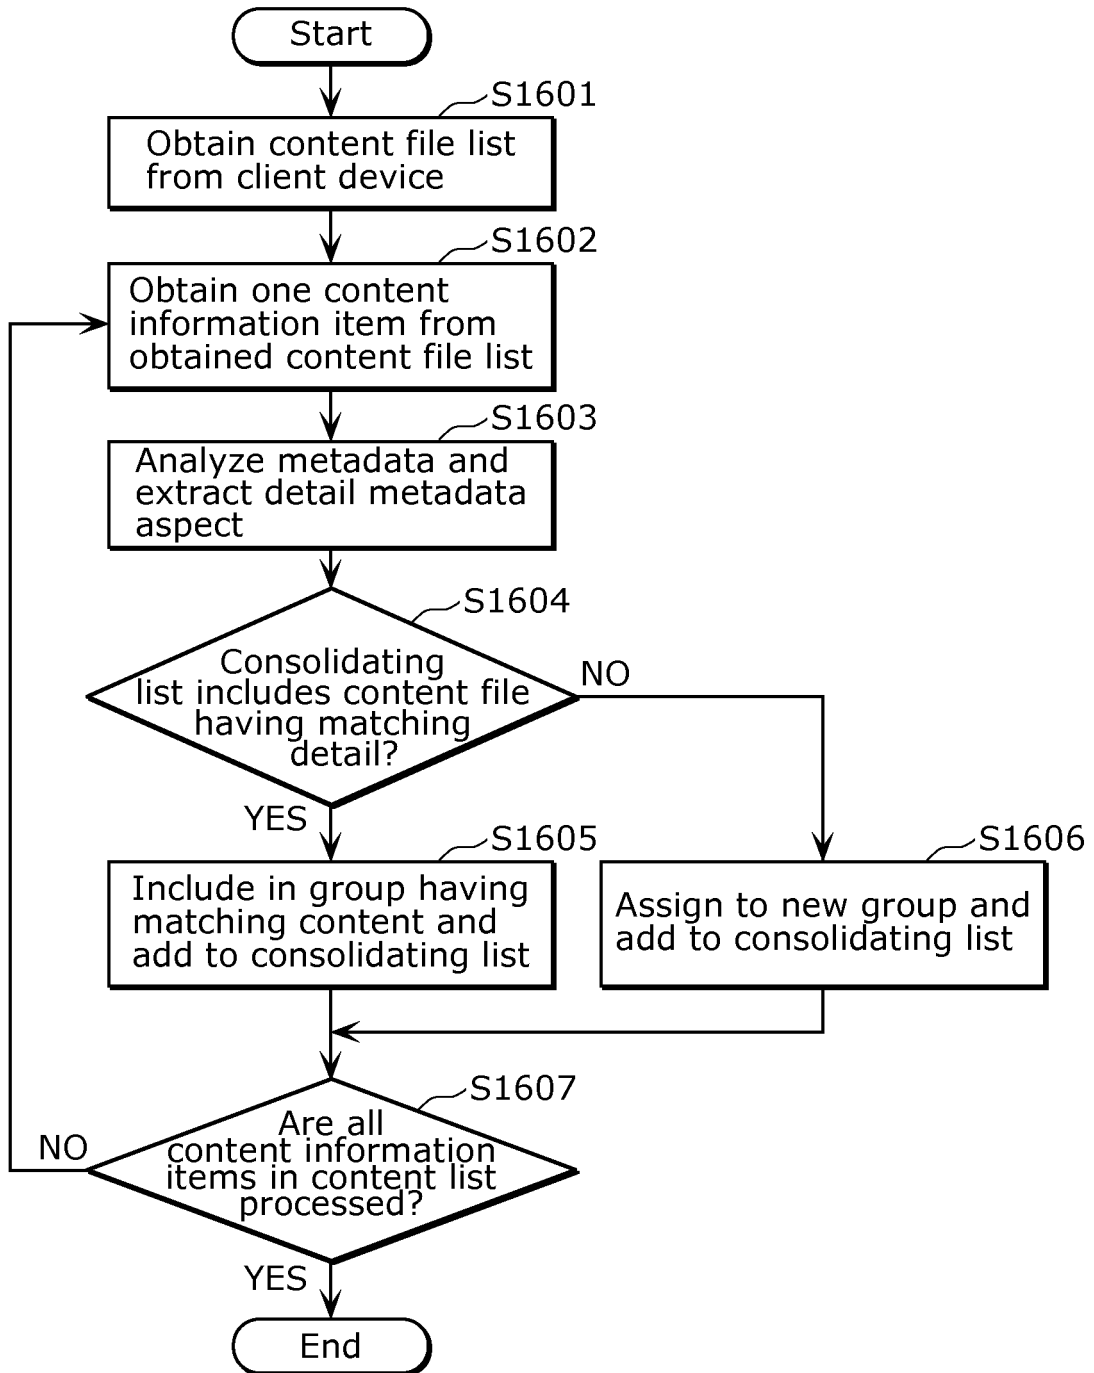 Start
S1601
Obtain content file list
from client device
S1602
Obtain one content
information item from
obtained content file list
S1603
Analyze metadata and
extract detail metadata
aspect
S1604
Consolidating
list includes content file
having matching
detail?
NO
YES
S1605
Include in group having
matching content and
add to consolidating list
S1606
Assign to new group and
add to consolidating list
S1607
Are all
content information
items in content list
processed?
NO
YES
End